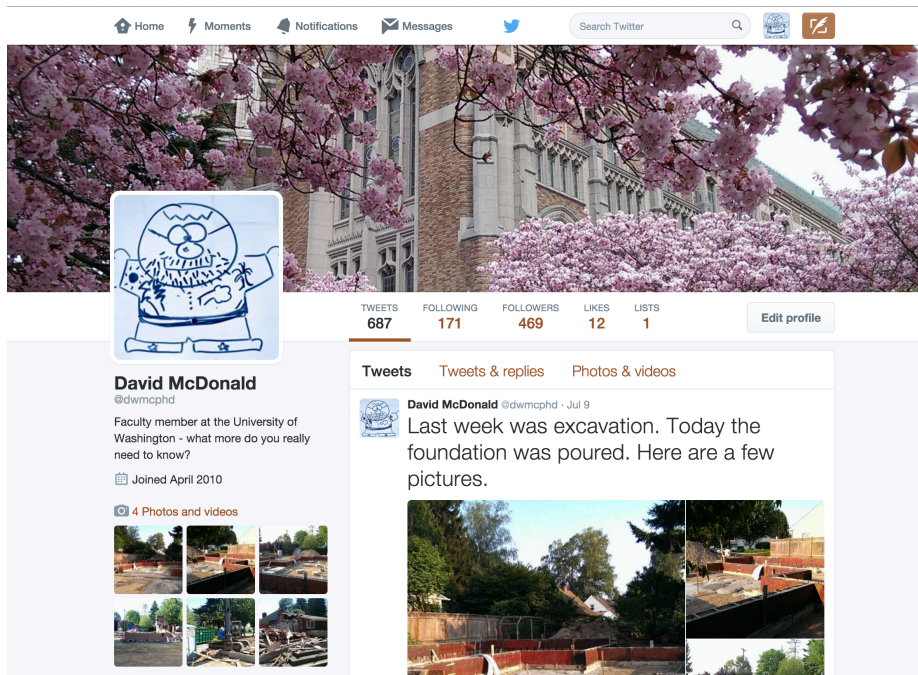 Home
Moments
Notifications
Messages
Search Twitter
TWEETS
687
FOLLOWING
171
FOLLOWERS
469
LIKES
12
LISTS
1
Edit profile
David McDonald
@dwmcphd
Faculty member at the University of
Washington - what more do you really
need to know?
Joined April 2010
4 Photos and videos
Tweets
Tweets & replies
Photos & videos
David McDonald @dwmcphd · Jul 9
Last week was excavation. Today the
foundation was poured. Here are a few
pictures.